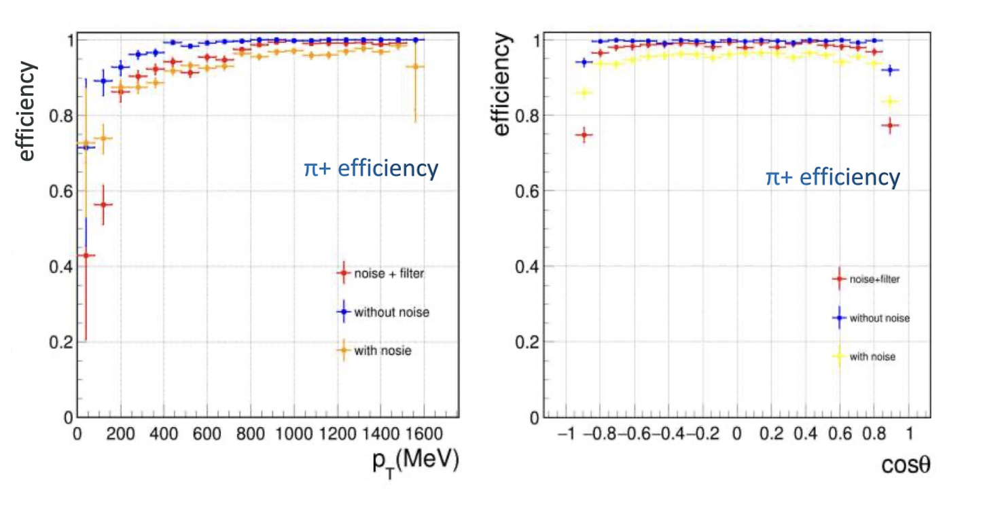 efficiency
1
0.8
0.6
0.4
0.2
0
π+ efficiency
noise + filter
without noise
with nosie
0 200 400 600 800 1000 1200 1400 1600
p_T(MeV)
efficiency
1
0.8
0.6
0.4
0.2
0
π+ efficiency
noise+filter
without noise
with noise
−1 −0.8 −0.6 −0.4 −0.2 0 0.2 0.4 0.6 0.8 1
cosθ